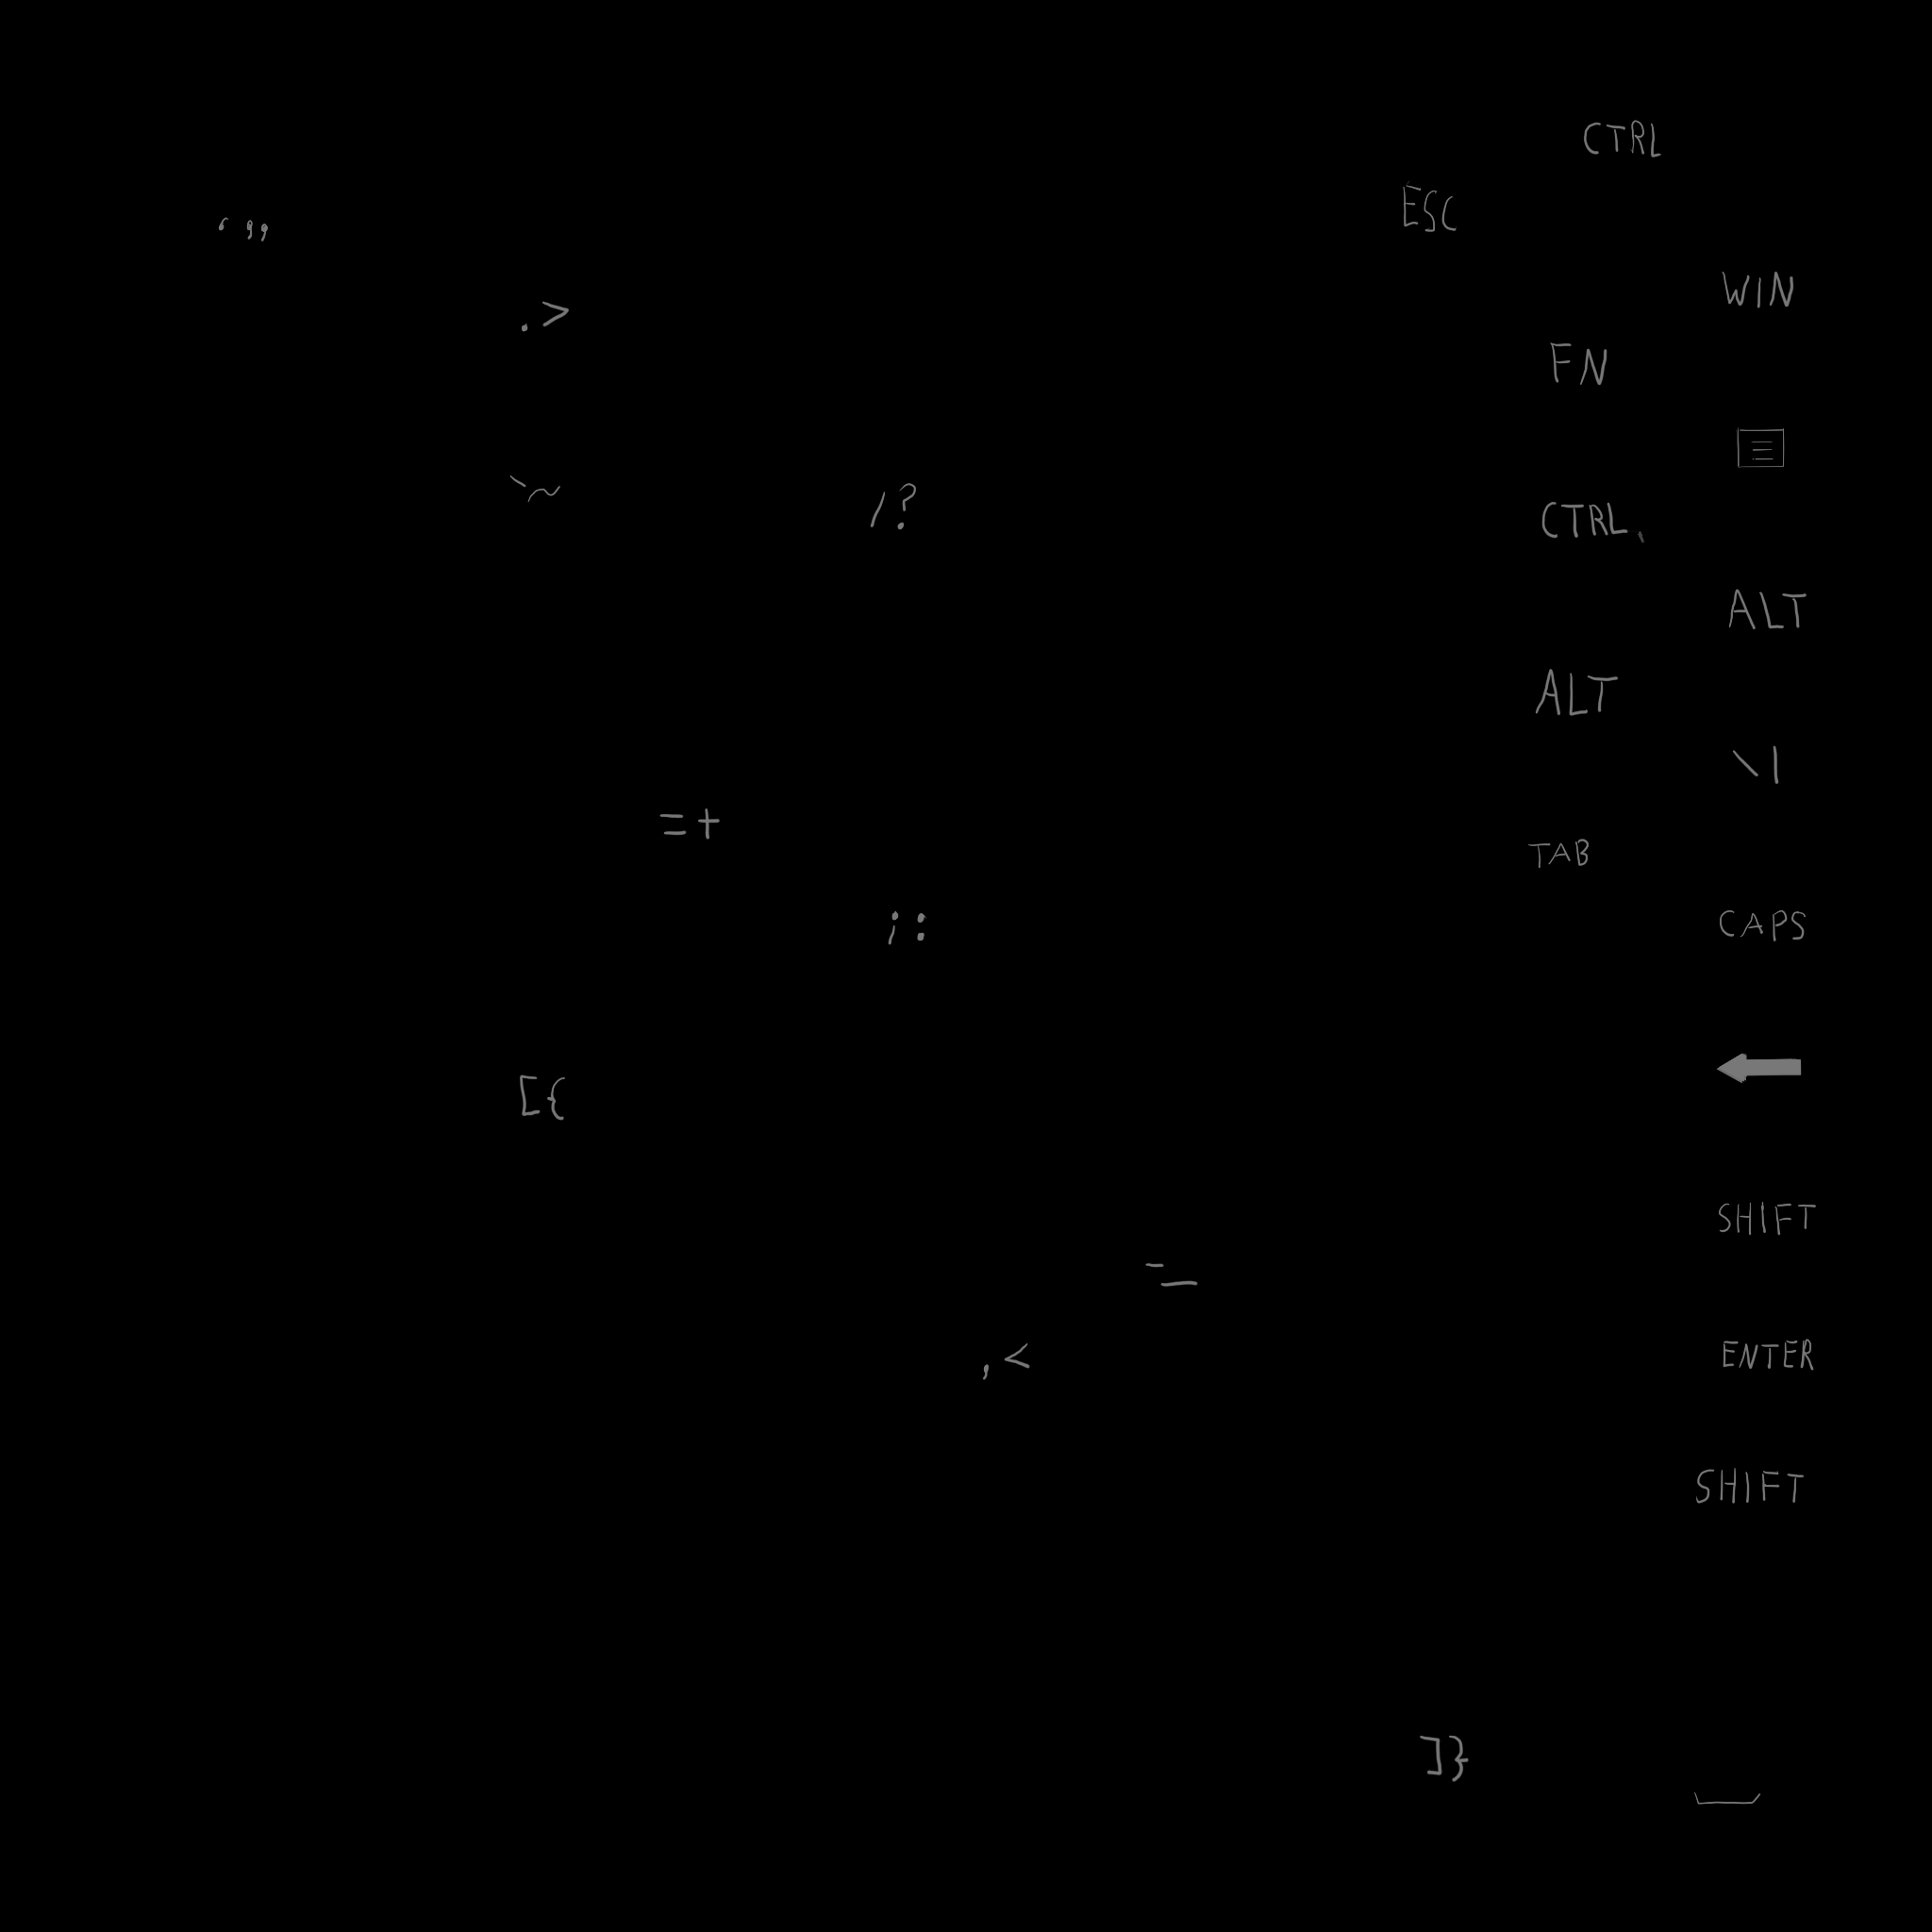 CTRL
ESC
' "
WIN
.>
FN
CTRL
`~
/?
ALT
ALT
\|
=+
TAB
;:
CAPS
[{
SHIFT
-_
ENTER
,<
SHIFT
]}